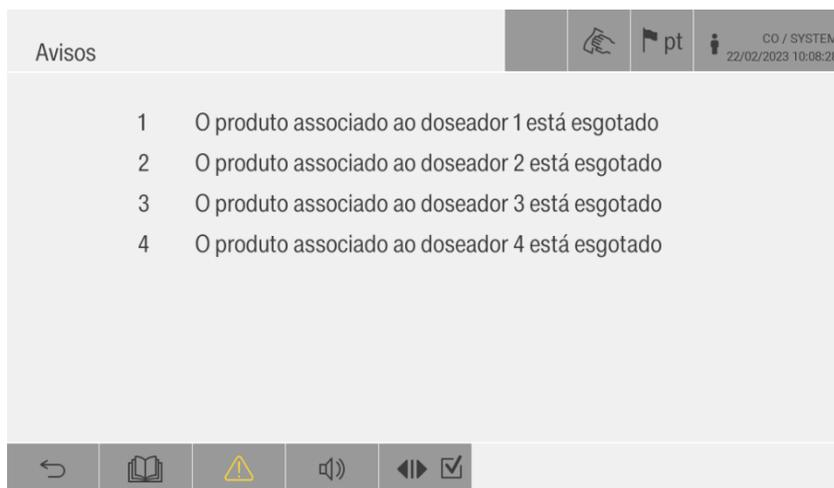 Avisos
pt
CO / SYSTEM
22/02/2023 10:08:28
1 O produto associado ao doseador 1 está esgotado
2 O produto associado ao doseador 2 está esgotado
3 O produto associado ao doseador 3 está esgotado
4 O produto associado ao doseador 4 está esgotado